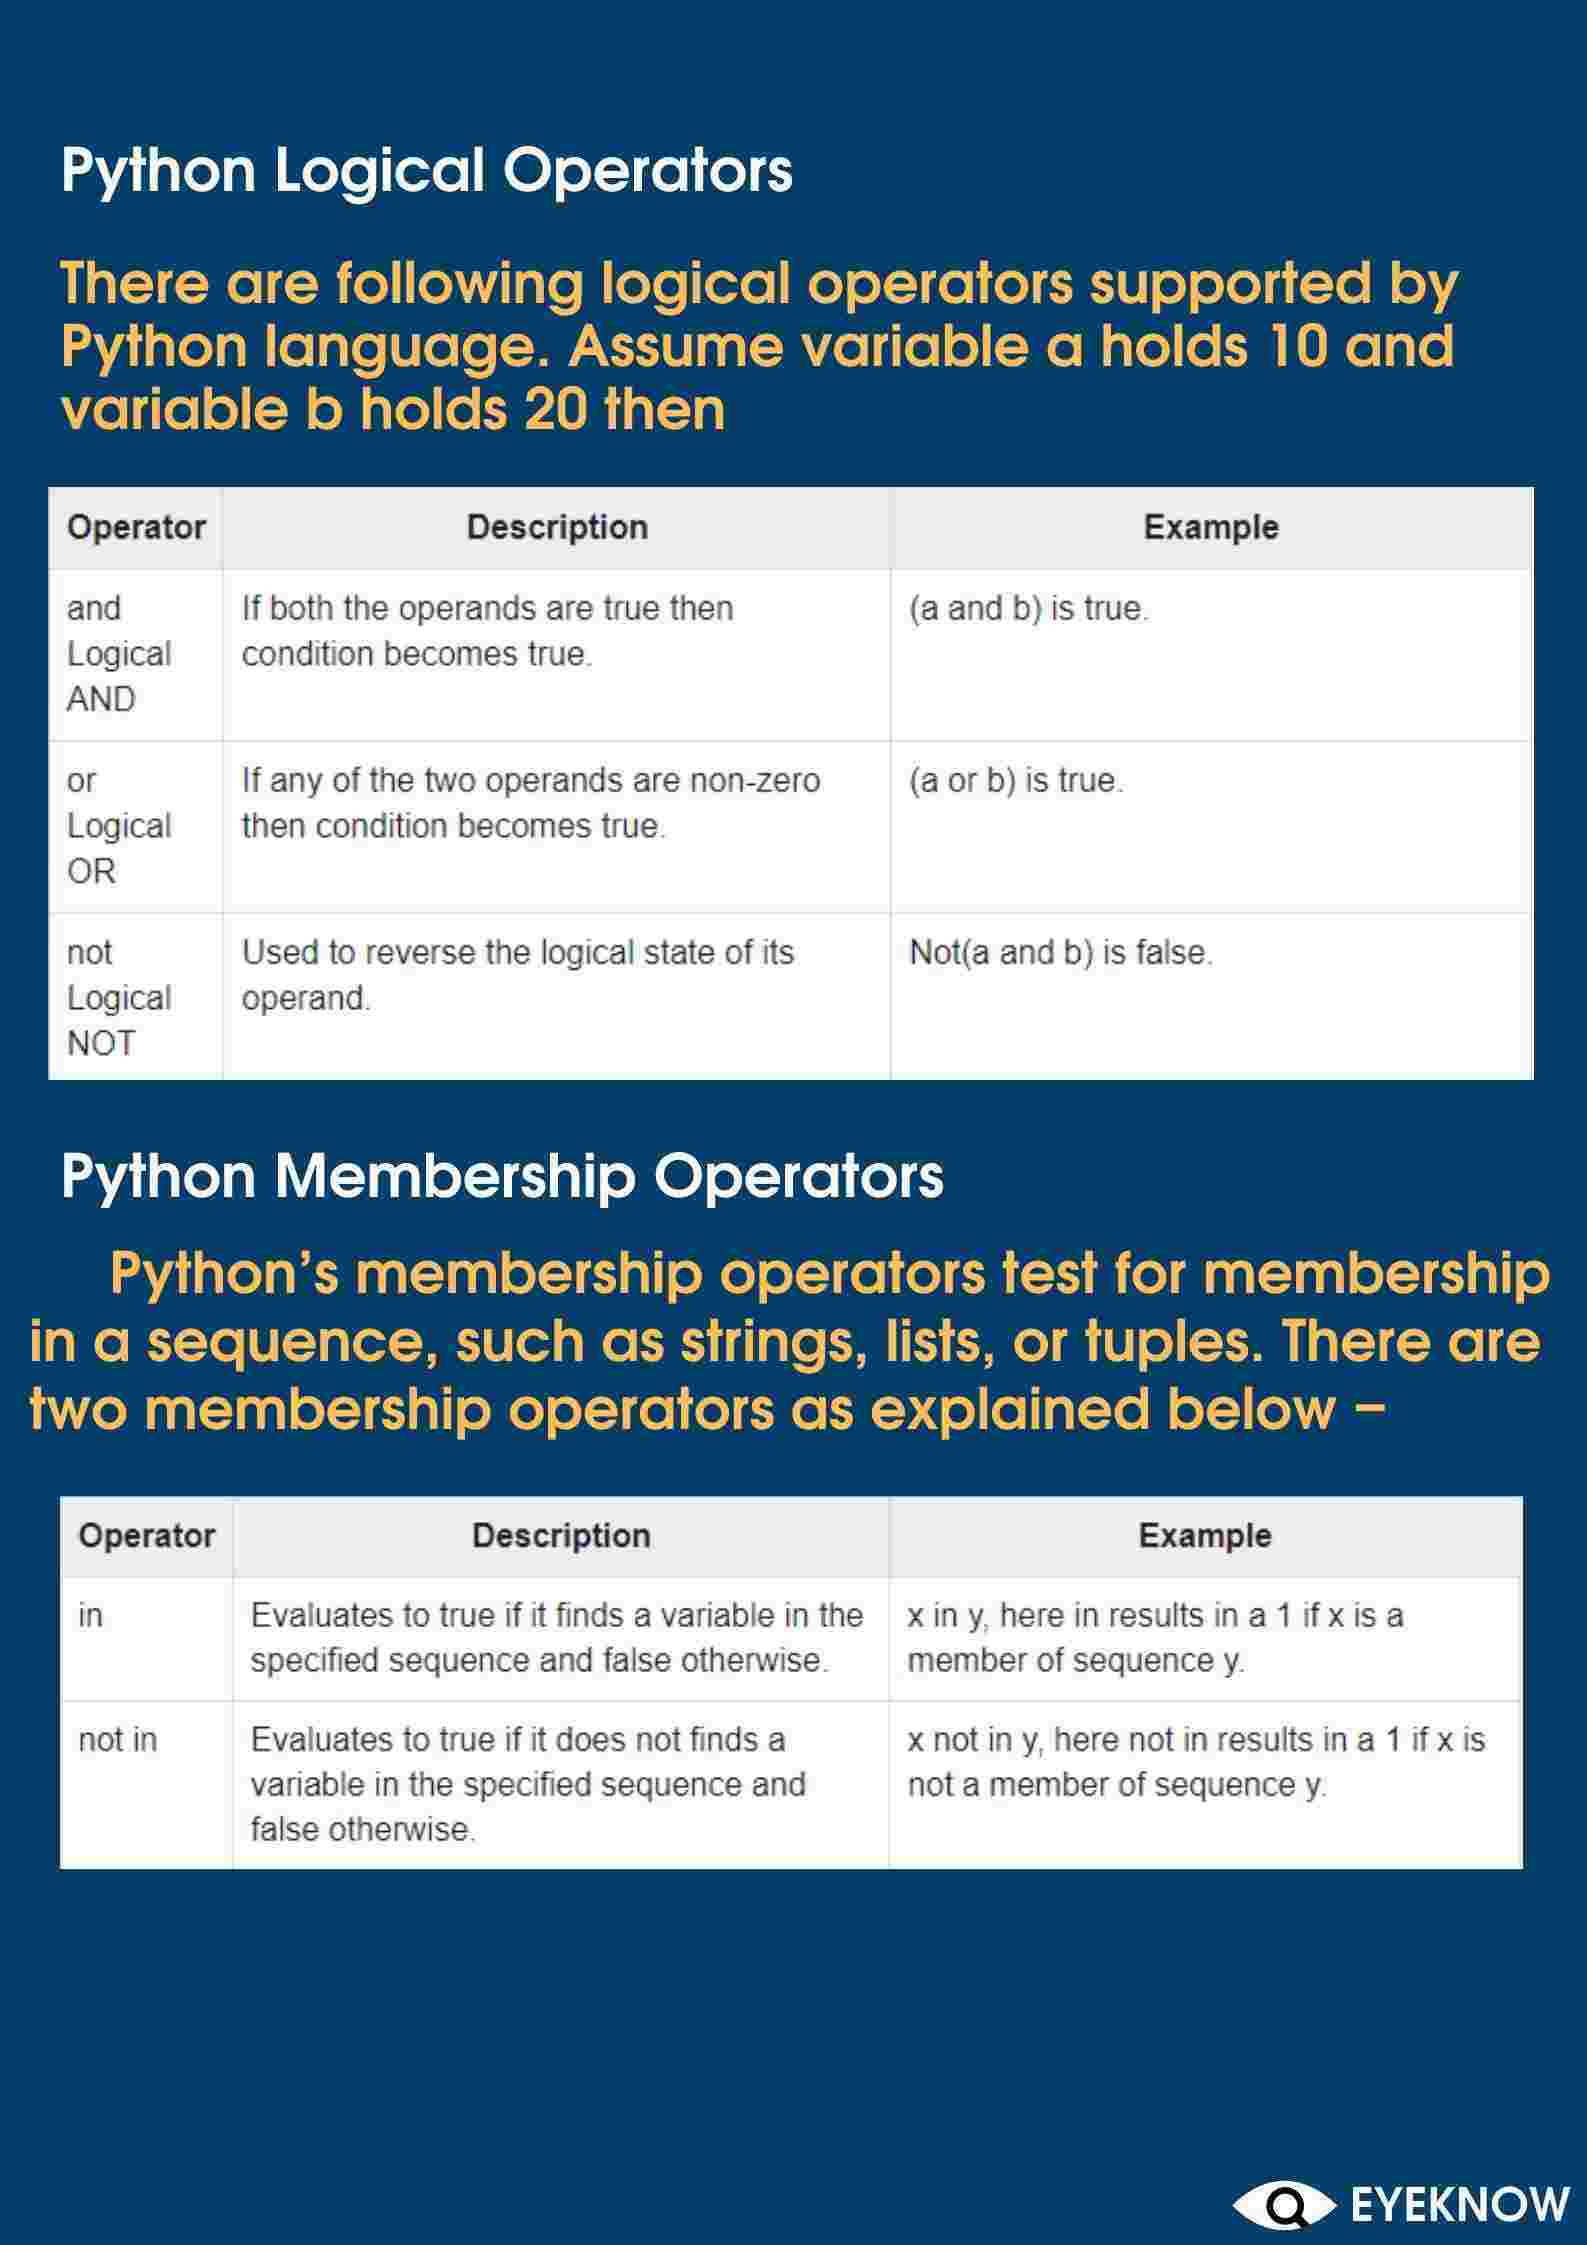 Python Logical Operators
There are following logical operators supported by
Python language. Assume variable a holds 10 and
variable b holds 20 then
Operator Description Example
and If both the operands are true then (a and b) is true.
Logical condition becomes true.
AND
or If any of the two operands are non-zero (a or b) is true.
Logical then condition becomes true.
OR
not Used to reverse the logical state of its Not(a and b) is false.
Logical operand.
NOT
Python Membership Operators
Python’s membership operators test for membership
in a sequence, such as strings, lists, or tuples. There are
two membership operators as explained below –
Operator Description Example
in Evaluates to true if it finds a variable in the x in y, here in results in a 1 if x is a
specified sequence and false otherwise. member of sequence y.
not in Evaluates to true if it does not finds a x not in y, here not in results in a 1 if x is
variable in the specified sequence and not a member of sequence y.
false otherwise.
EYEKNOW